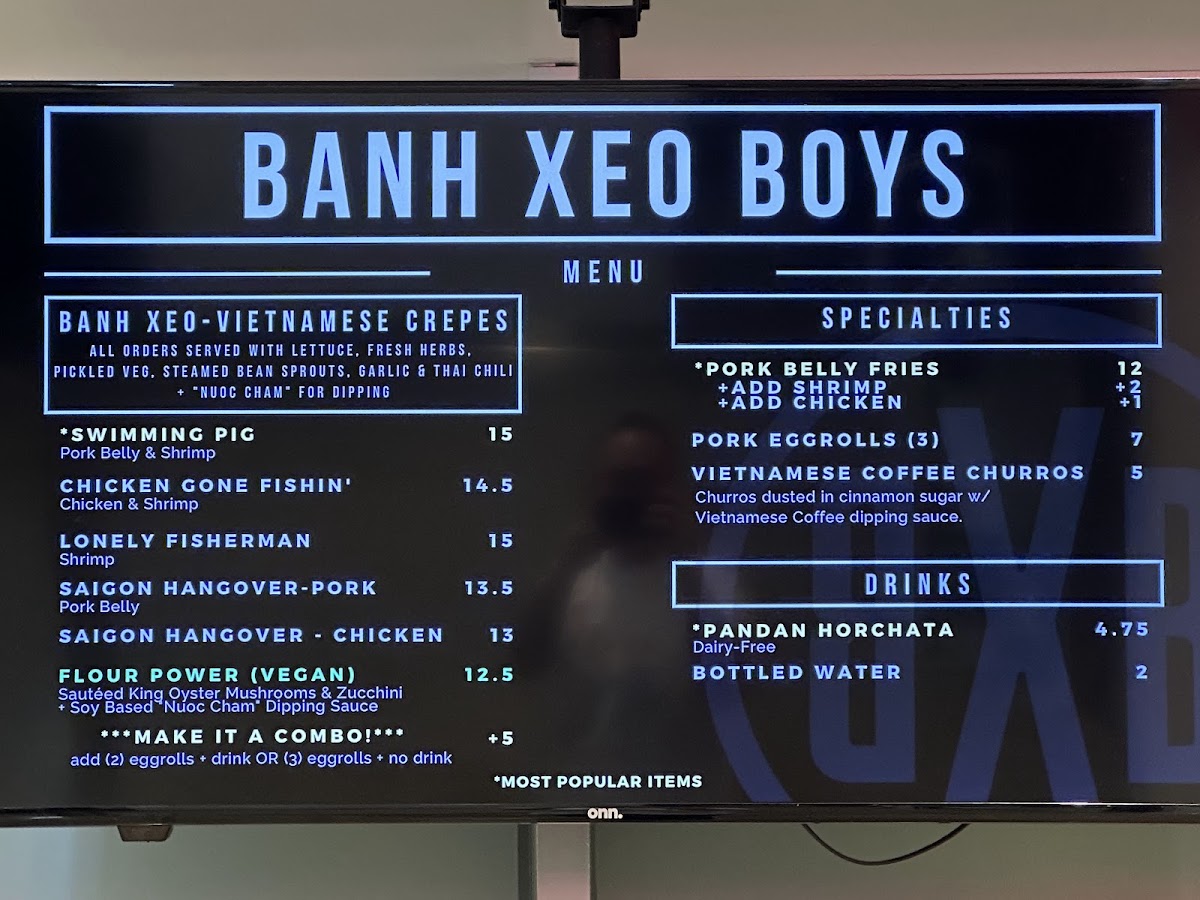 BANH XEO BOYS
MENU
BANH XEO-VIETNAMESE CREPES
ALL ORDERS SERVED WITH LETTUCE, FRESH HERBS,
PICKLED VEG, STEAMED BEAN SPROUTS, GARLIC & THAI CHILI
+ "NUOC CHAM" FOR DIPPING
*SWIMMING PIG 15
Pork Belly & Shrimp
CHICKEN GONE FISHIN' 14.5
Chicken & Shrimp
LONELY FISHERMAN 15
Shrimp
SAIGON HANGOVER-PORK 13.5
Pork Belly
SAIGON HANGOVER - CHICKEN 13
FLOUR POWER (VEGAN) 12.5
Sautéed King Oyster Mushrooms & Zucchini
+ Soy Based "Nuoc Cham" Dipping Sauce
***MAKE IT A COMBO!*** +5
add (2) eggrolls + drink OR (3) eggrolls + no drink
SPECIALTIES
*PORK BELLY FRIES 12
+ADD SHRIMP +2
+ADD CHICKEN +1
PORK EGGROLLS (3) 7
VIETNAMESE COFFEE CHURROS 5
Churros dusted in cinnamon sugar w/
Vietnamese Coffee dipping sauce.
DRINKS
*PANDAN HORCHATA 4.75
Dairy-Free
BOTTLED WATER 2
*MOST POPULAR ITEMS
onn.